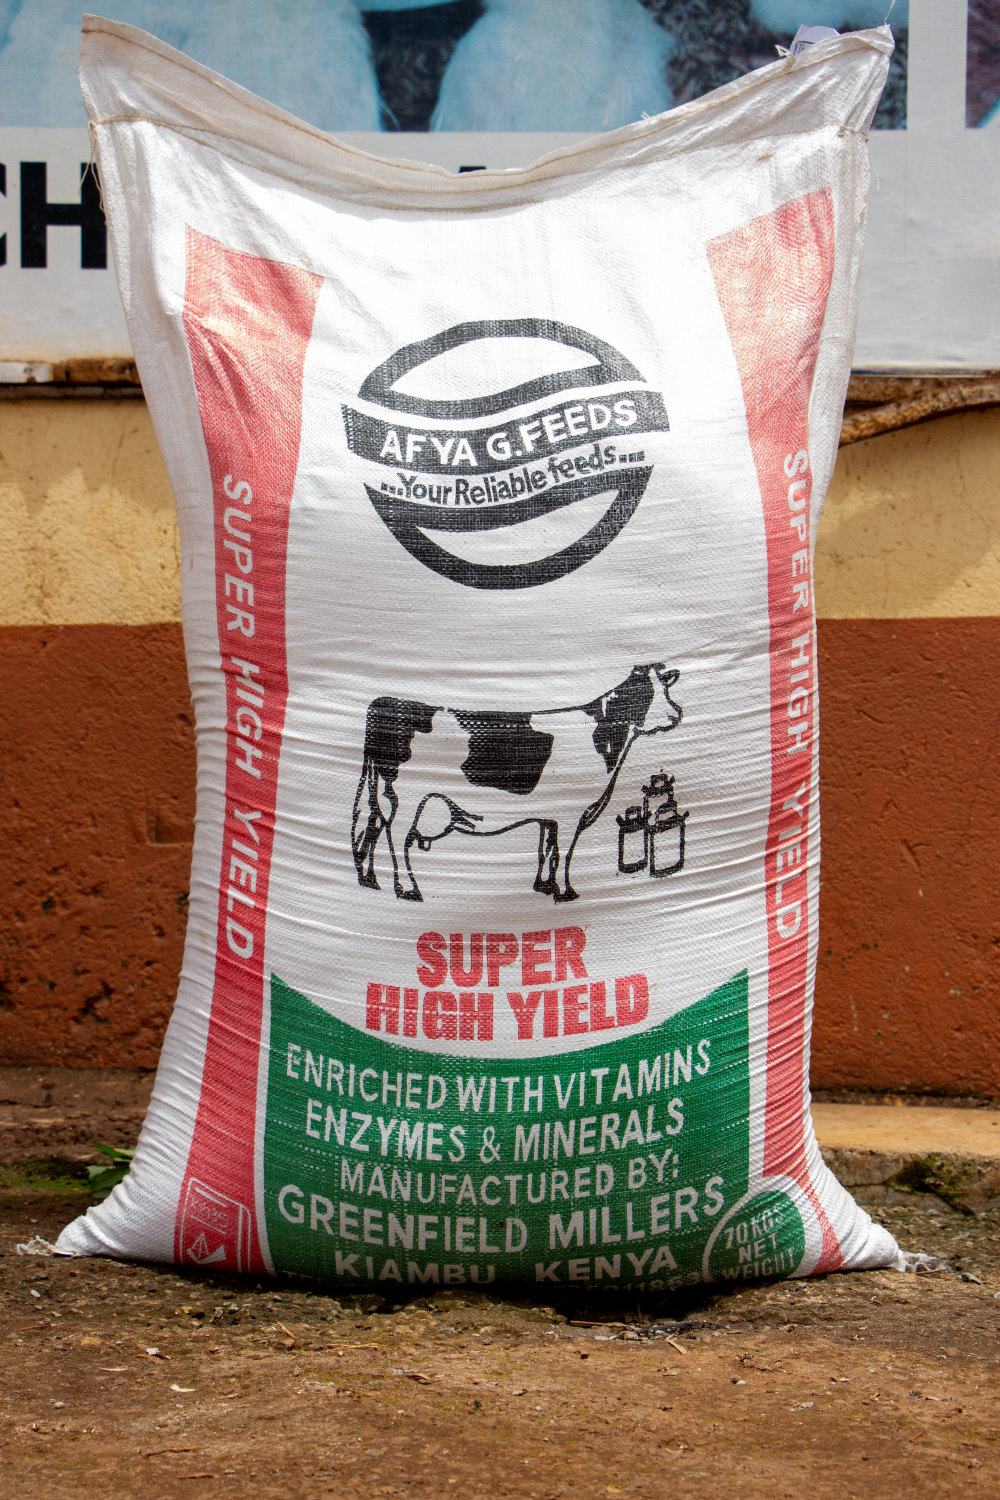 CH
AFYA G.FEEDS
...Your Reliable feeds...
SUPER HIGH YIELD
SUPER HIGH YIELD
SUPER
HIGH YIELD
ENRICHED WITH VITAMINS
ENZYMES & MINERALS
MANUFACTURED BY:
GREENFIELD MILLERS
KIAMBU KENYA
70 KGS
NET
WEIGHT